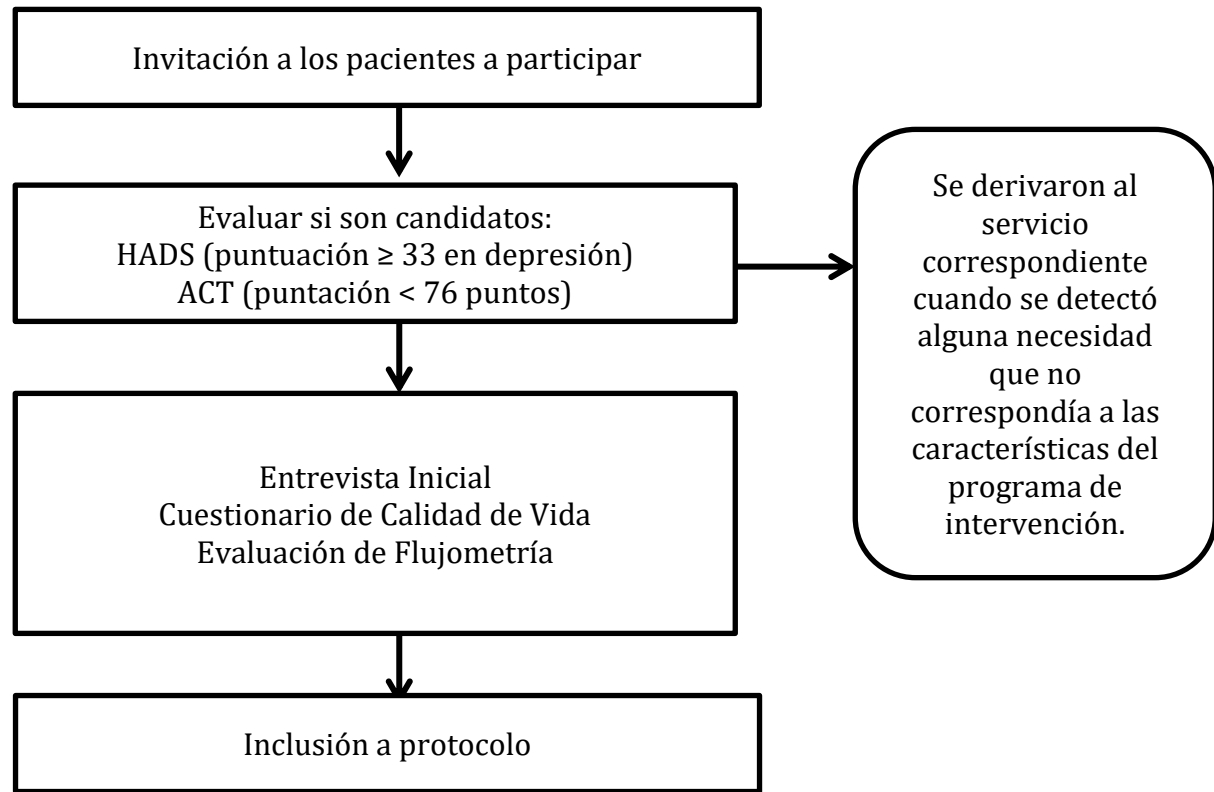 Invitación a los pacientes a participar
Evaluar si son candidatos:
HADS (puntuación ≥ 33 en depresión)
ACT (puntación < 76 puntos)
Se derivaron al
servicio
correspondiente
cuando se detectó
alguna necesidad
que no
correspondía a las
características del
programa de
intervención.
Entrevista Inicial
Cuestionario de Calidad de Vida
Evaluación de Flujometría
Inclusión a protocolo